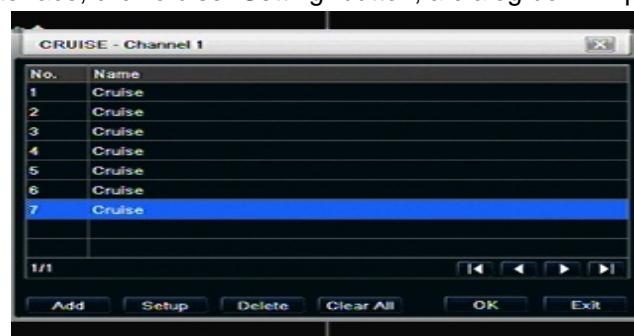 CRUISE - Channel 1
No. Name
1 Cruise
2 Cruise
3 Cruise
4 Cruise
5 Cruise
6 Cruise
7 Cruise
1/1
Add Setup Delete Clear All OK Exit